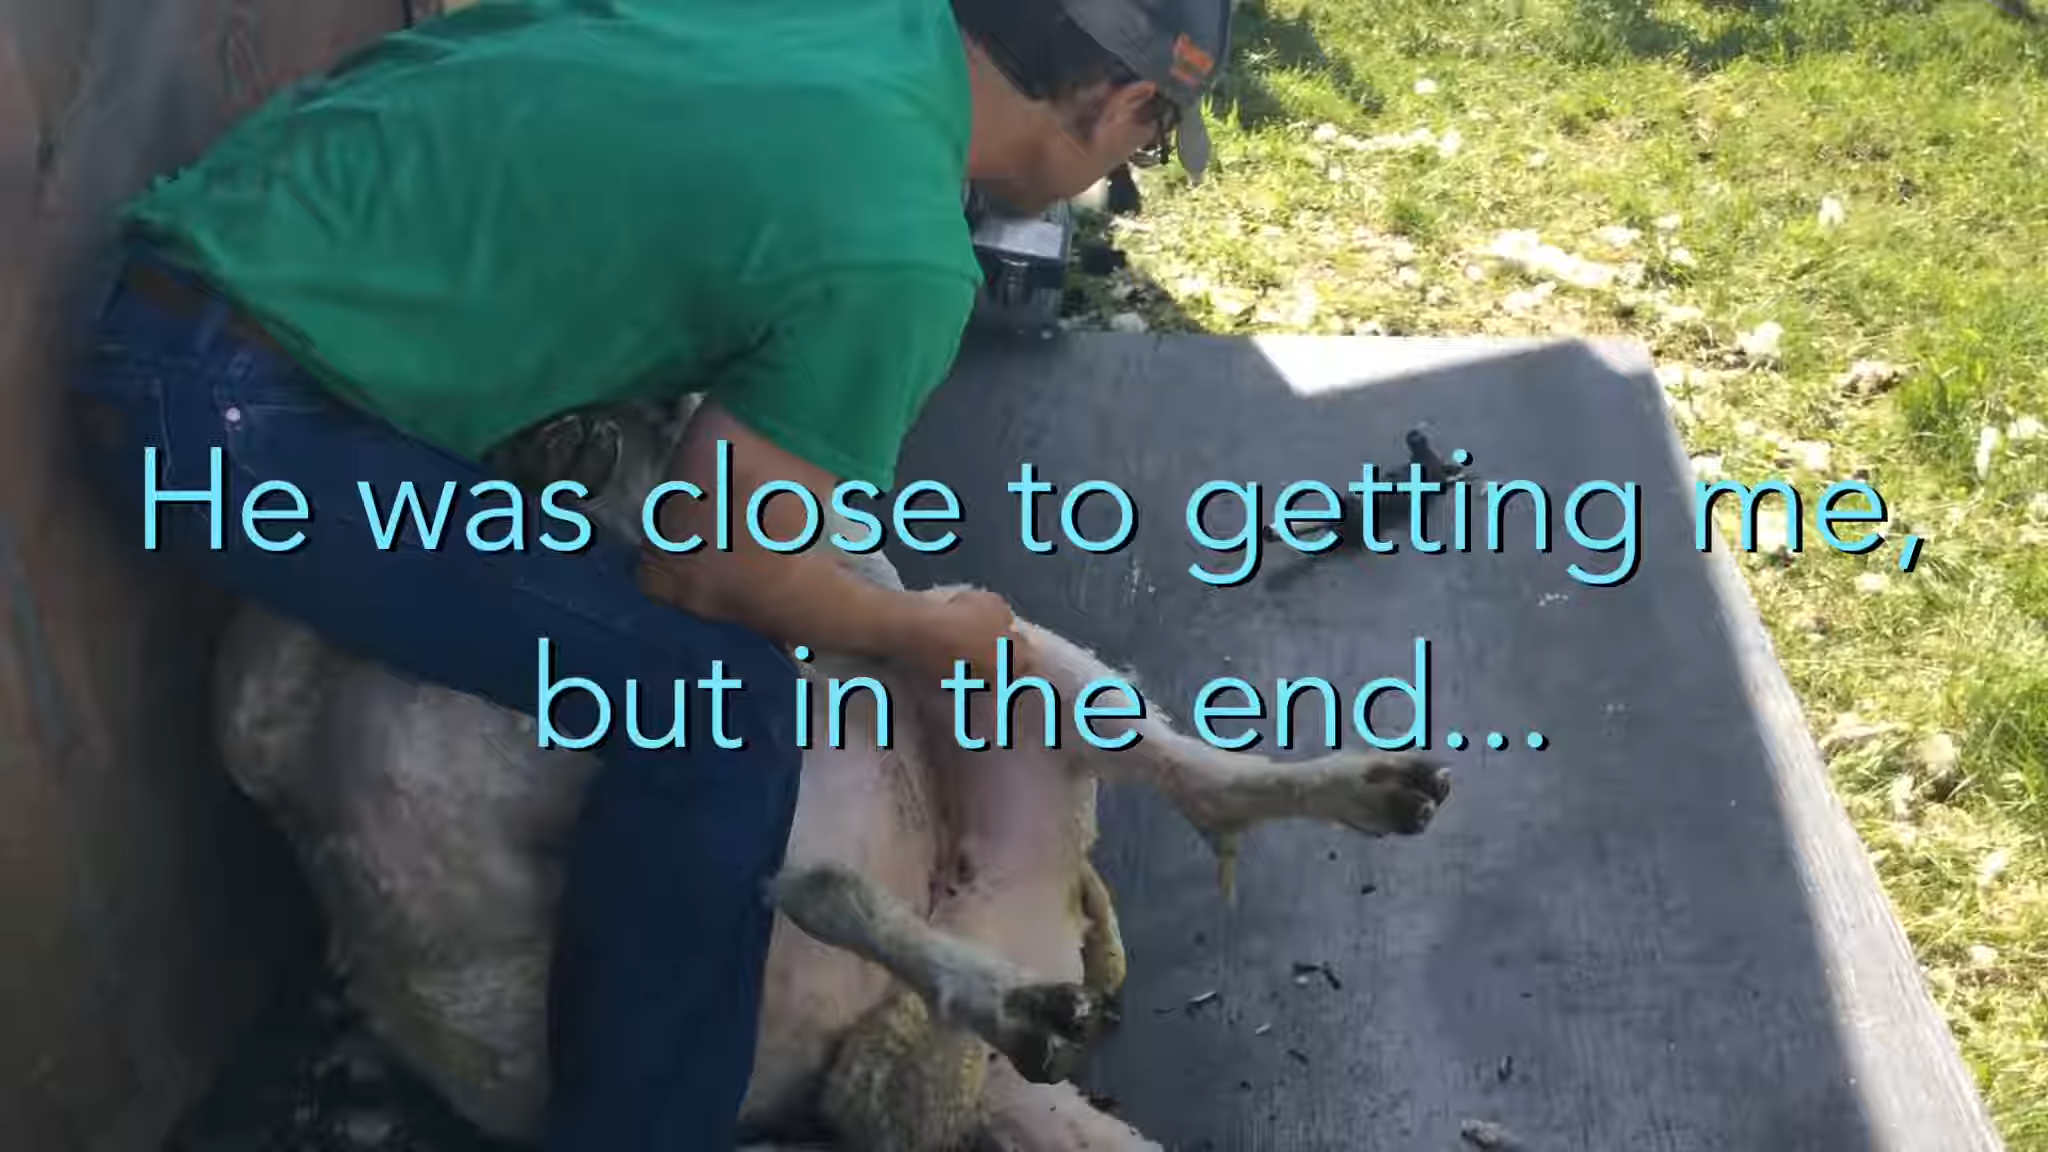 He was close to getting me,
but in the end...